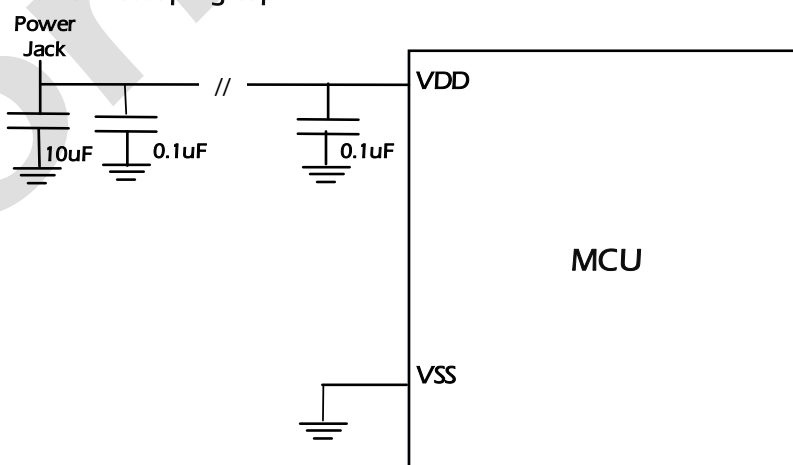 Power
Jack
//
VDD
10uF
0.1uF
0.1uF
MCU
VSS